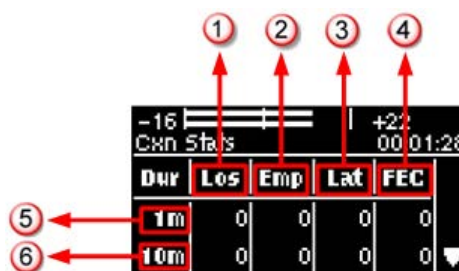 1 2 3 4
-16 +22
Cxn Stats 00:01:28
Dur Los Emp Lat FEC
5 1m 0 0 0 0
6 10m 0 0 0 0